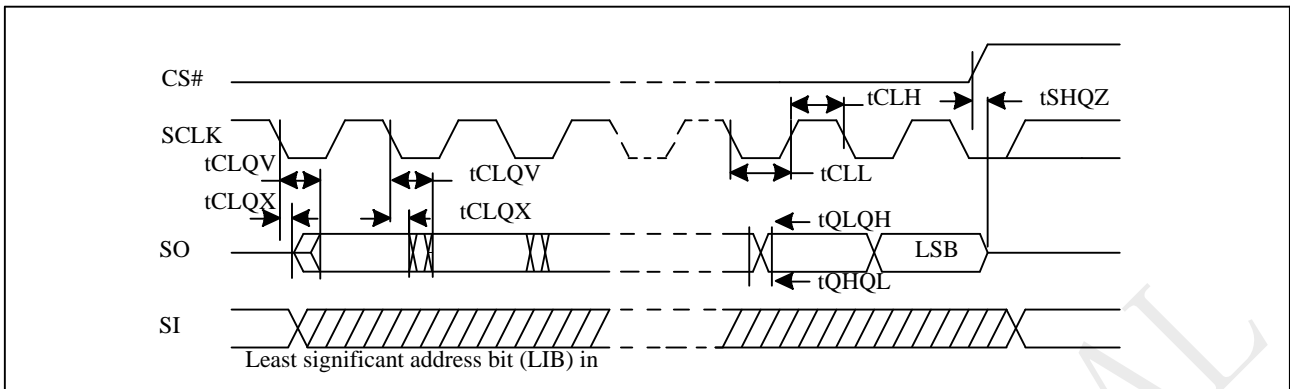 CS#
tCLH
tSHQZ
SCLK
tCLQV
tCLQV
tCLL
tCLQX
tCLQX
tQLQH
SO
LSB
tQHQL
SI
Least significant address bit (LIB) in